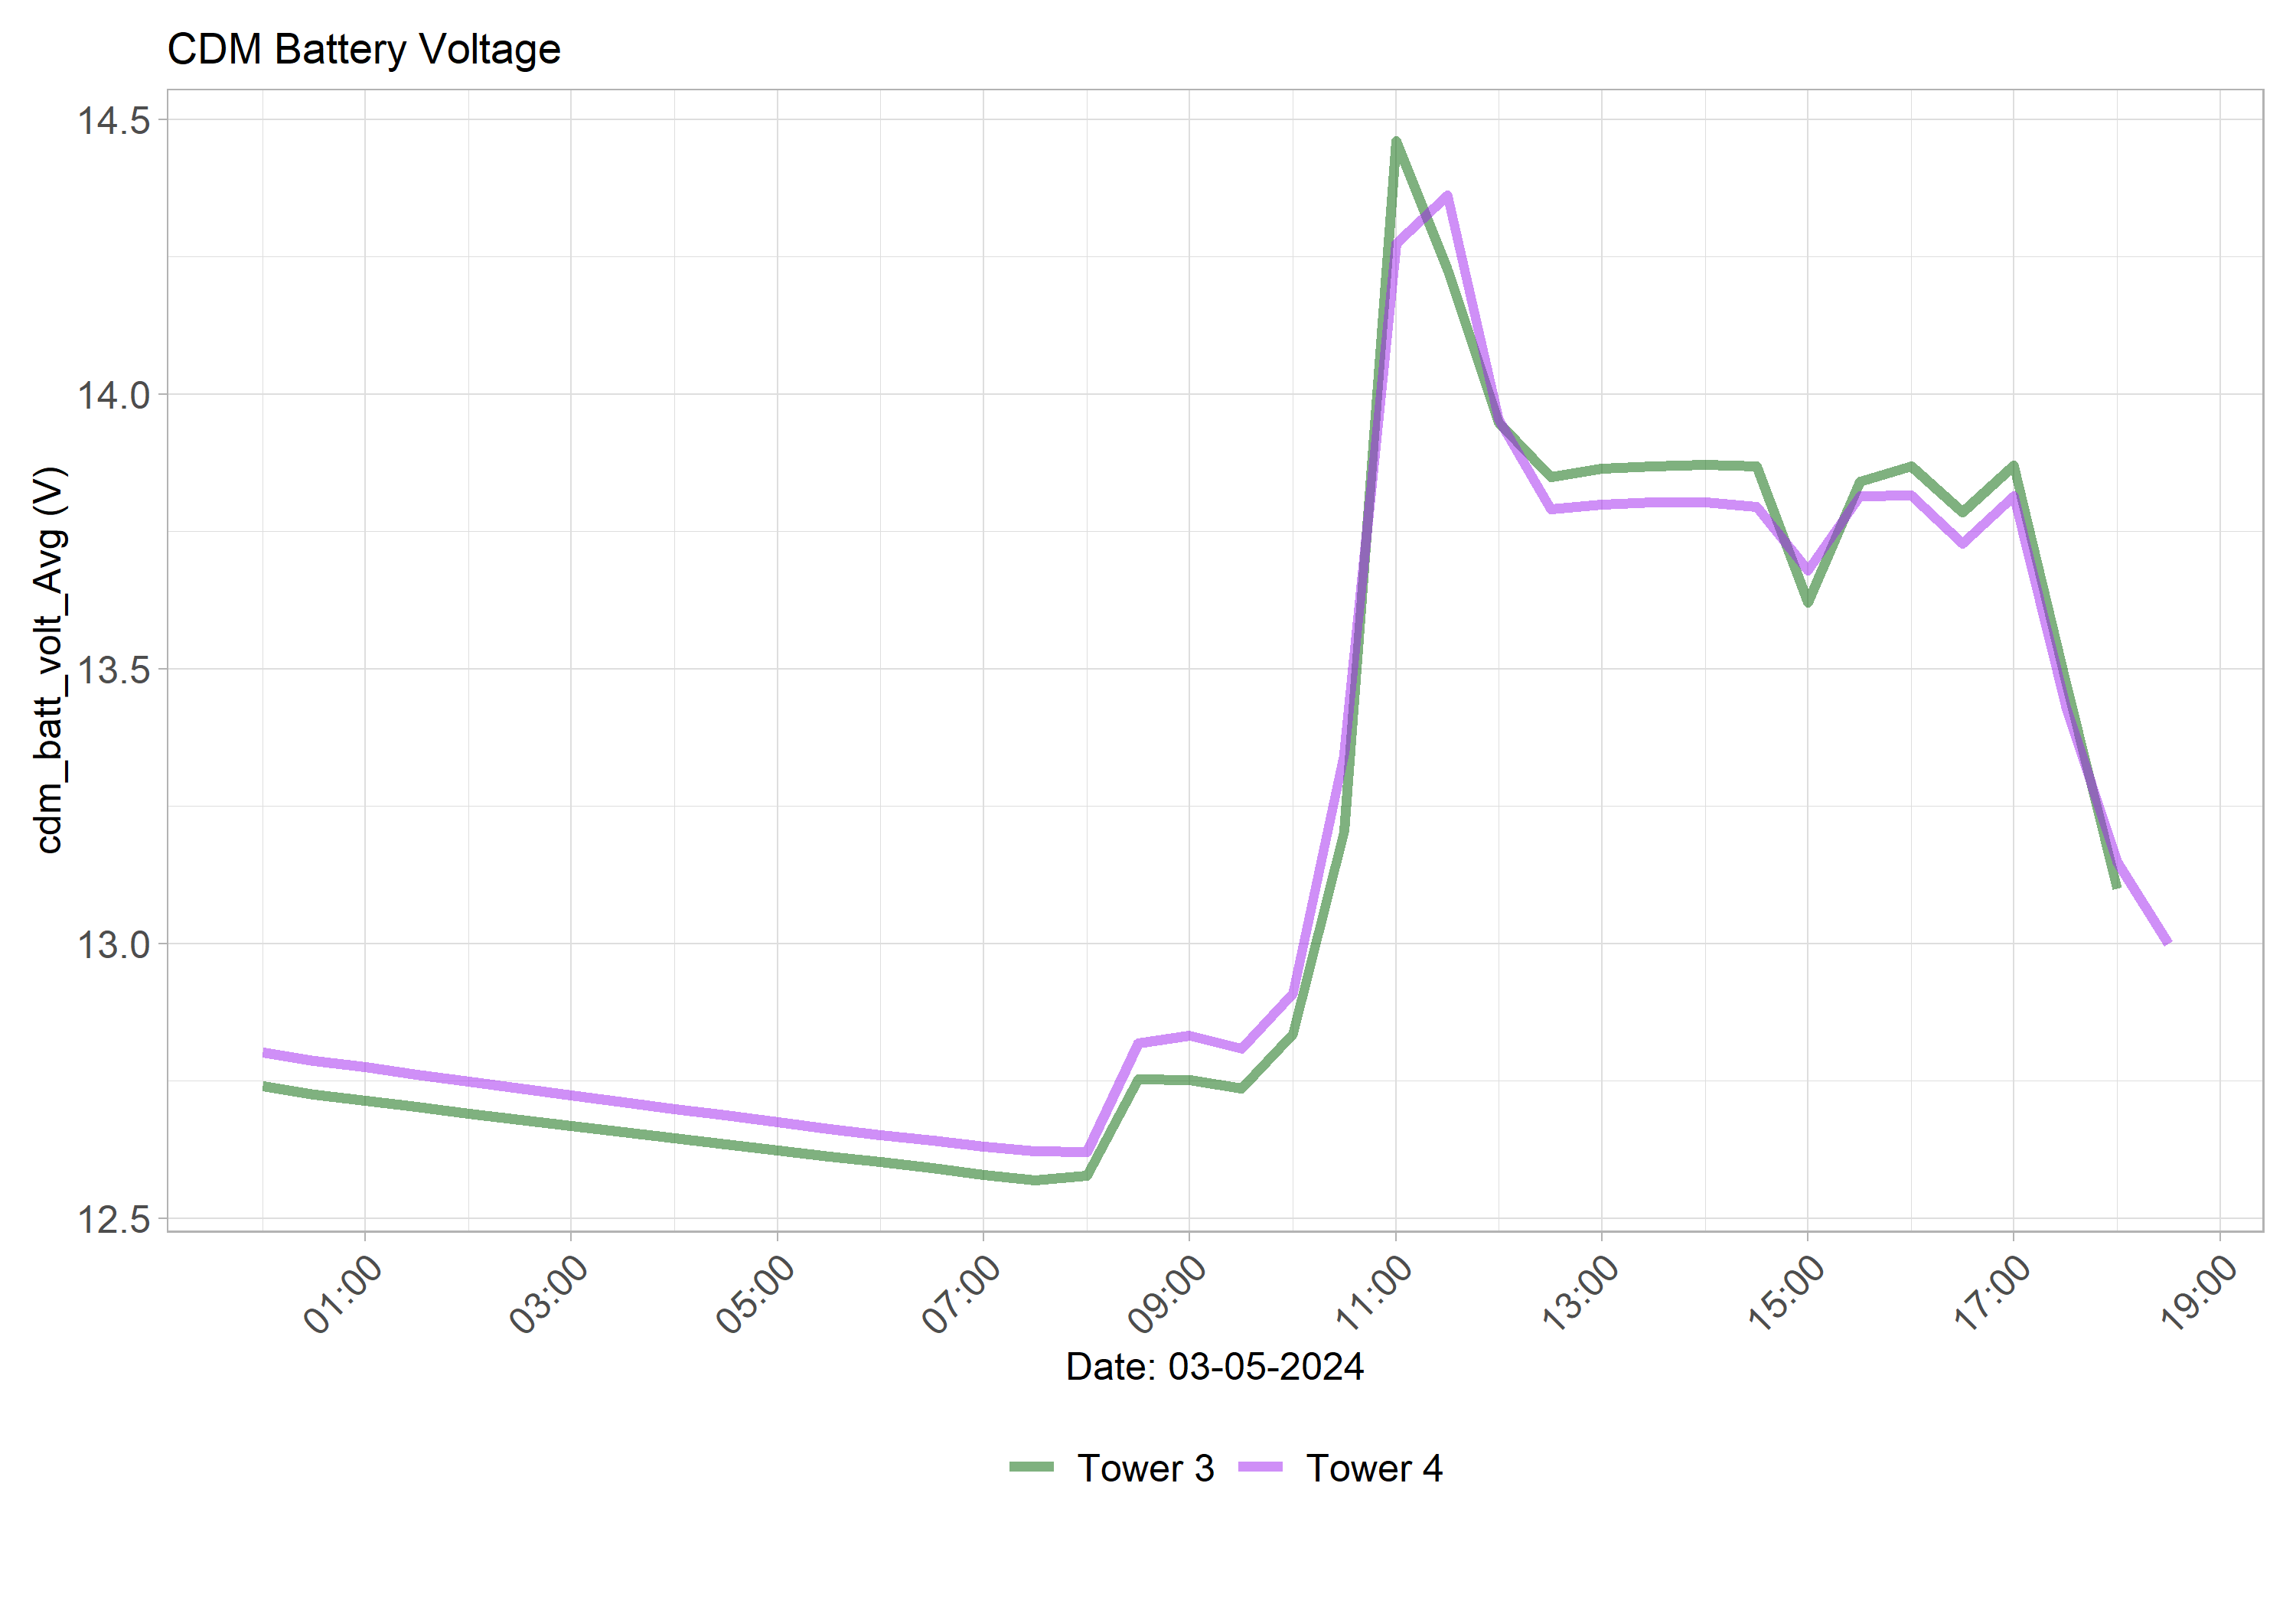 CDM Battery Voltage
cdm_batt_volt_Avg (V)
14.5
14.0
13.5
13.0
12.5
01:00 03:00 05:00 07:00 09:00 11:00 13:00 15:00 17:00 19:00
Date: 03-05-2024
Tower 3 Tower 4